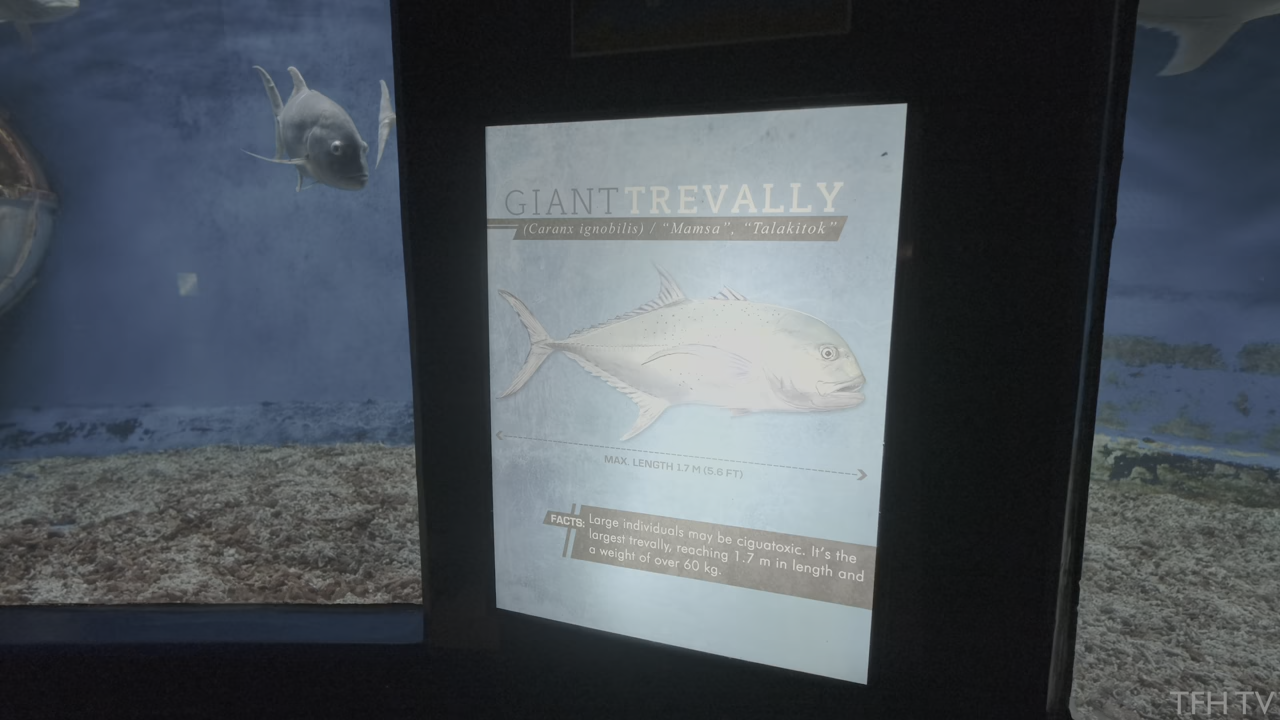 GIANT TREVALLY
(Caranx ignobilis) / “Mamsa”, “Talakitok”
MAX. LENGTH 1.7 M (5.6 FT)
FACTS: Large individuals may be ciguatoxic. It's the
largest trevally, reaching 1.7 m in length and
a weight of over 60 kg.
TFH TV